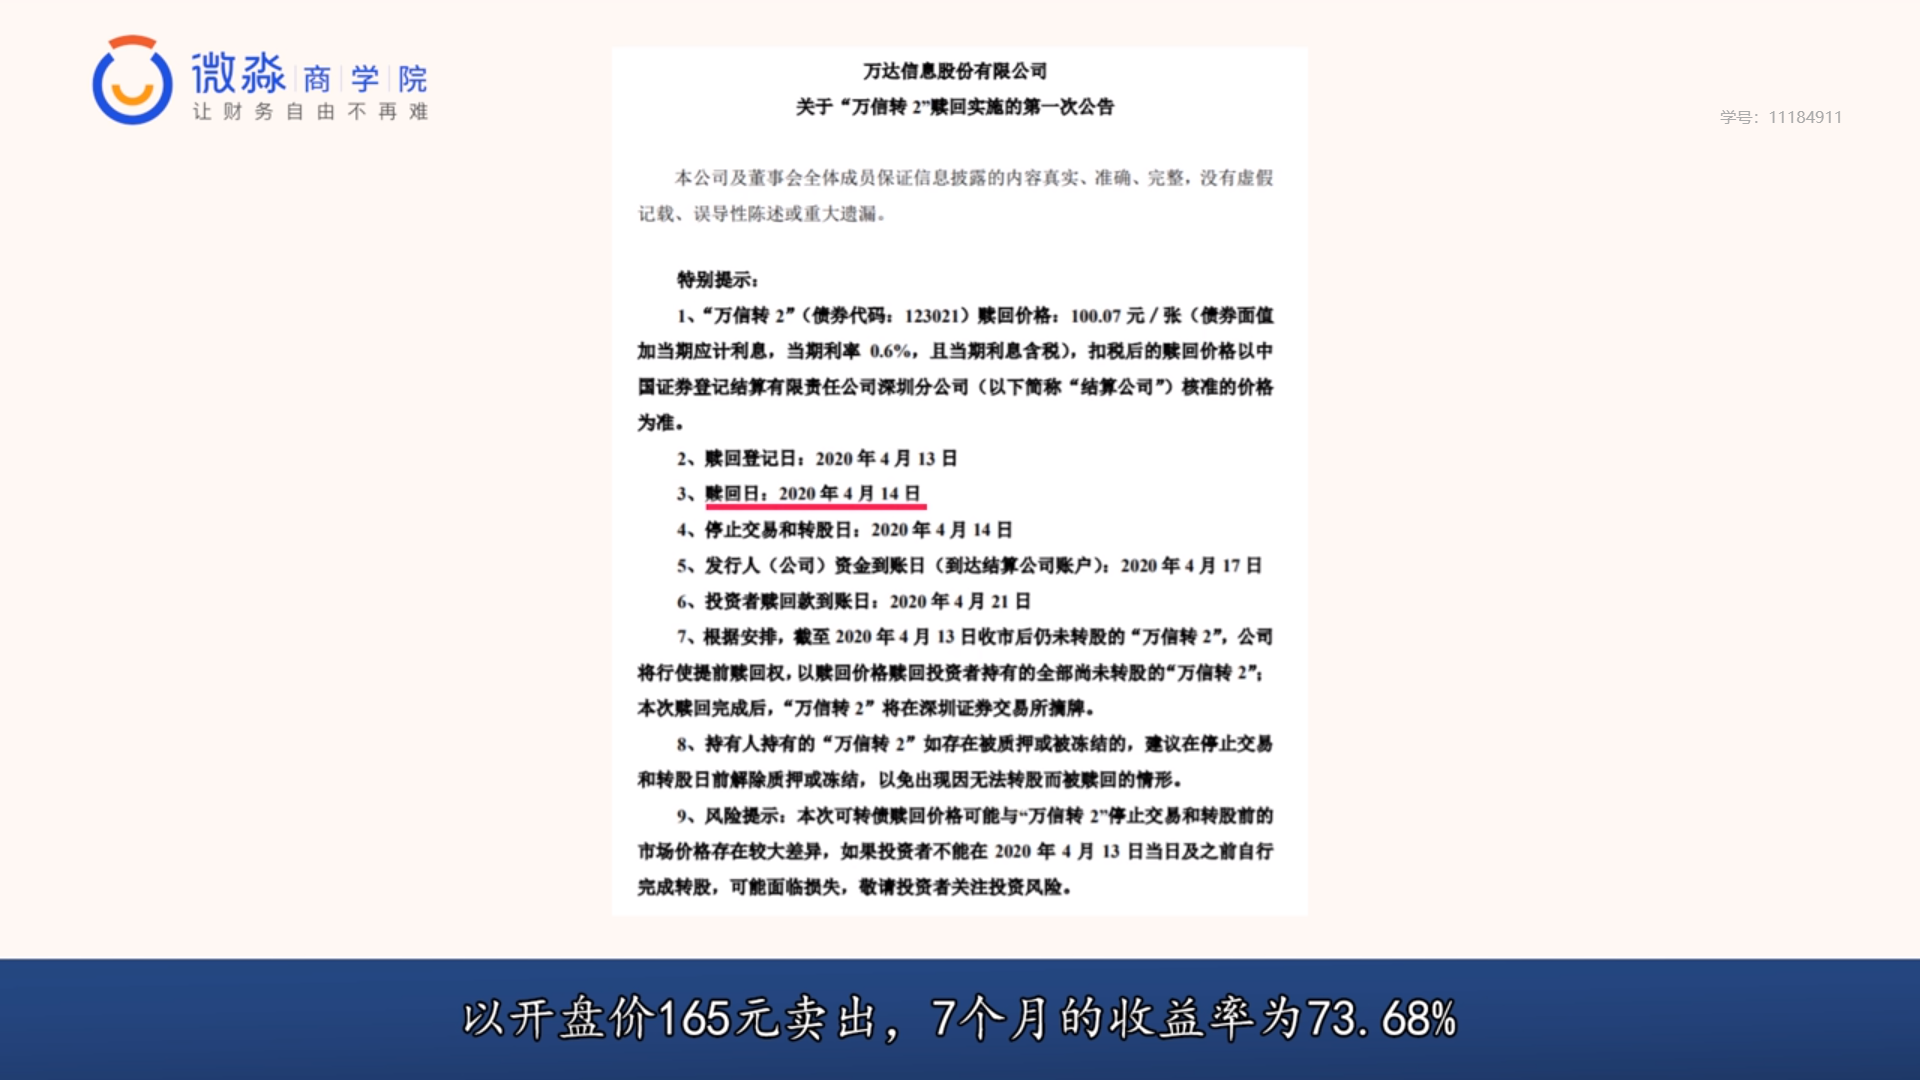 微淼 商 学 院
让财务自由不再难
学号：11184911
万达信息股份有限公司
关于“万信转 2”赎回实施的第一次公告
本公司及董事会全体成员保证信息披露的内容真实、准确、完整，没有虚假
记载、误导性陈述或重大遗漏。
特别提示：
1、“万信转 2”（债券代码：123021）赎回价格：100.07 元／张（债券面值
加当期应计利息，当期利率 0.6%，且当期利息含税），扣税后的赎回价格以中
国证券登记结算有限责任公司深圳分公司（以下简称“结算公司”）核准的价格
为准。
2、赎回登记日：2020 年 4 月 13 日
3、赎回日：2020 年 4 月 14 日
4、停止交易和转股日：2020 年 4 月 14 日
5、发行人（公司）资金到账日（到达结算公司账户）：2020 年 4 月 17 日
6、投资者赎回款到账日：2020 年 4 月 21 日
7、根据安排，截至 2020 年 4 月 13 日收市后仍未转股的“万信转 2”，公司
将行使提前赎回权，以赎回价格赎回投资者持有的全部尚未转股的“万信转 2”；
本次赎回完成后，“万信转 2”将在深圳证券交易所摘牌。
8、持有人持有的“万信转 2”如存在被质押或被冻结的，建议在停止交易
和转股日前解除质押或冻结，以免出现因无法转股而被赎回的情形。
9、风险提示：本次可转债赎回价格可能与“万信转 2”停止交易和转股前的
市场价格存在较大差异，如果投资者不能在 2020 年 4 月 13 日当日及之前自行
完成转股，可能面临损失，敬请投资者关注投资风险。
以开盘价165元卖出，7个月的收益率为73.68%